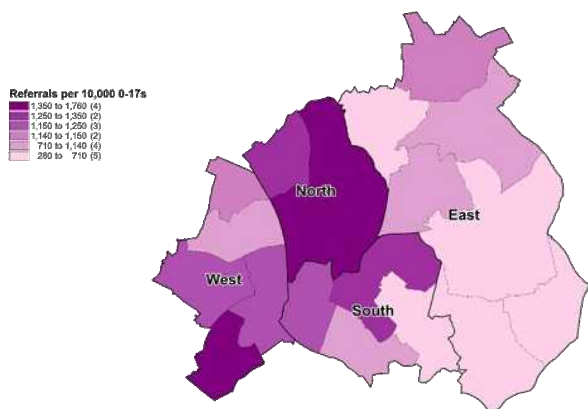 Referrals per 10,000 0-17s
1,350 to 1,760 (4)
1,250 to 1,350 (2)
1,150 to 1,250 (3)
1,140 to 1,150 (2)
710 to 1,140 (4)
260 to 710 (5)
North
East
West
South